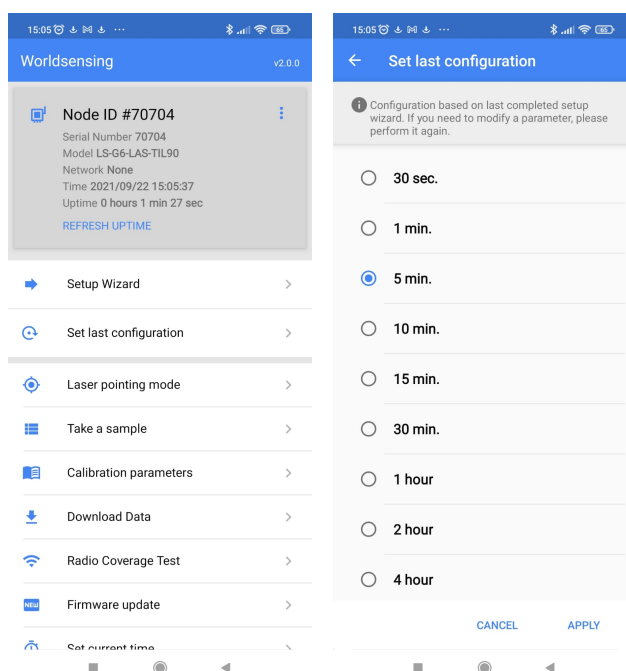 15:05
65
Worldsensing
v2.0.0
Node ID #70704
Serial Number 70704
Model LS-G6-LAS-TIL90
Network None
Time 2021/09/22 15:05:37
Uptime 0 hours 1 min 27 sec
REFRESH UPTIME
Setup Wizard
Set last configuration
Laser pointing mode
Take a sample
Calibration parameters
Download Data
Radio Coverage Test
NEW
Firmware update
Set current time
15:05
65
Set last configuration
Configuration based on last completed setup
wizard. If you need to modify a parameter, please
perform it again.
30 sec.
1 min.
5 min.
10 min.
15 min.
30 min.
1 hour
2 hour
4 hour
CANCEL
APPLY